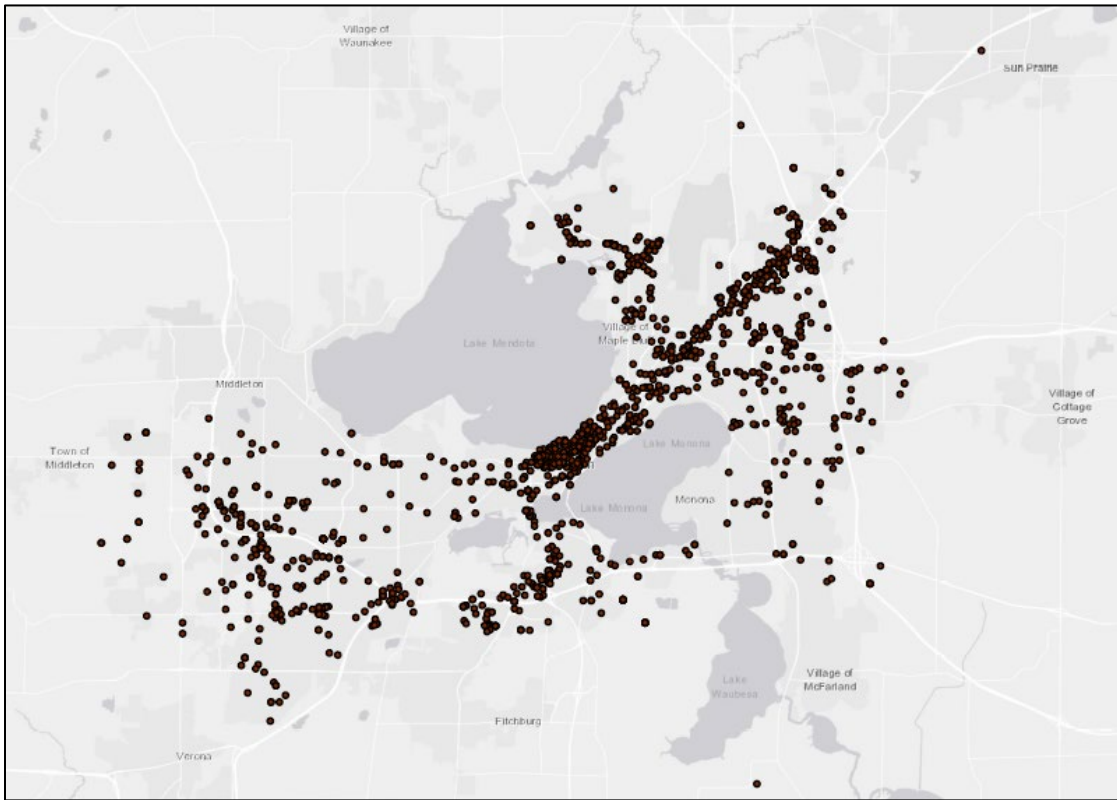 Village of
Waunakee
Sun Prairie
Village of
Maple Bluff
Lake Mendota
Middleton
Village of
Cottage
Grove
Town of
Middleton
Lake Monona
Lake Monona
Monona
Village of
McFarland
Lake
Waubesa
Fitchburg
Verona